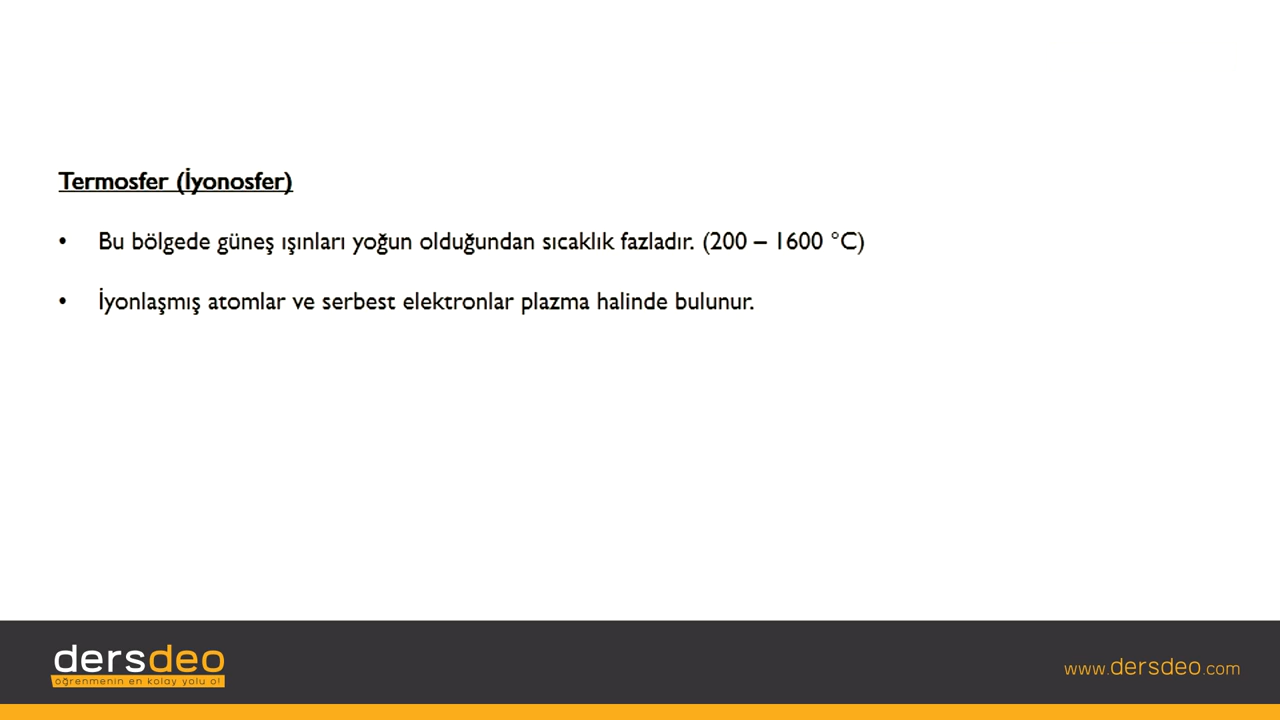 Termosfer (İyonosfer)
• Bu bölgede güneş ışınları yoğun olduğundan sıcaklık fazladır. (200 – 1600 °C)
• İyonlaşmış atomlar ve serbest elektronlar plazma halinde bulunur.
dersdeo
öğrenmenin en kolay yolu o!
www.dersdeo.com